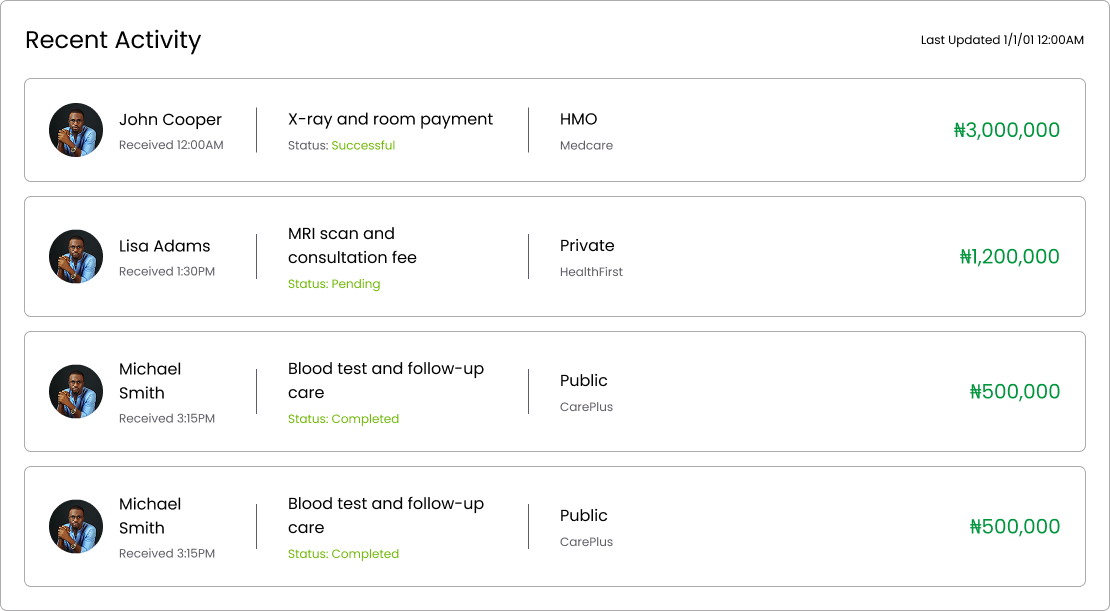 Recent Activity
Last Updated 1/1/01 12:00AM
John Cooper
Received 12:00AM
X-ray and room payment
Status: Successful
HMO
Medcare
₦3,000,000
Lisa Adams
Received 1:30PM
MRI scan and
consultation fee
Status: Pending
Private
HealthFirst
₦1,200,000
Michael
Smith
Received 3:15PM
Blood test and follow-up
care
Status: Completed
Public
CarePlus
₦500,000
Michael
Smith
Received 3:15PM
Blood test and follow-up
care
Status: Completed
Public
CarePlus
₦500,000